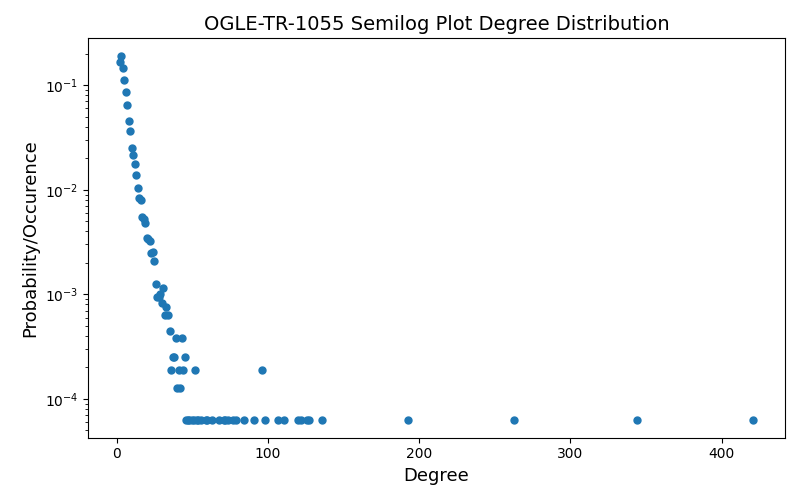 OGLE-TR-1055 Semilog Plot Degree Distribution
Probability/Occurence
10⁻¹
10⁻²
10⁻³
10⁻⁴
0 100 200 300 400
Degree